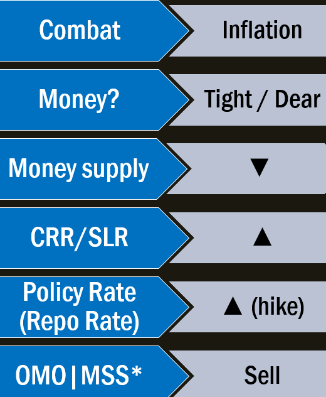 Combat Inflation
Money? Tight / Dear
Money supply ▼
CRR/SLR ▲
Policy Rate
(Repo Rate) ▲ (hike)
OMO|MSS* Sell